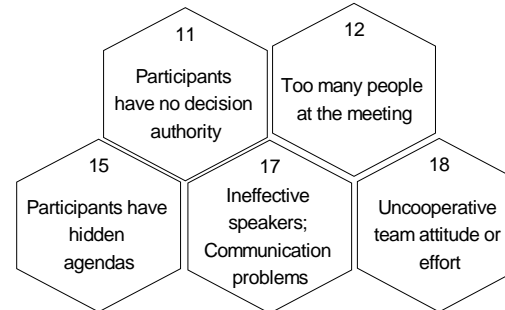 11
Participants
have no decision
authority
12
Too many people
at the meeting
15
Participants have
hidden
agendas
17
Ineffective
speakers;
Communication
problems
18
Uncooperative
team attitude or
effort